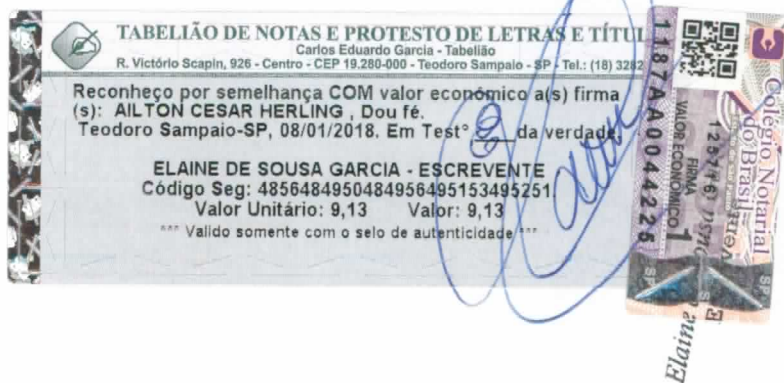 TABELIÃO DE NOTAS E PROTESTO DE LETRAS E TÍTUL
Carlos Eduardo Garcia - Tabelião
R. Victório Scapin, 926 - Centro - CEP 19.280-000 - Teodoro Sampaio - SP - Tel.: (18) 3282
Reconheço por semelhança COM valor econômico a(s) firma
(s): AILTON CESAR HERLING , Dou fé.
Teodoro Sampaio-SP, 08/01/2018. Em Test° da verdade.
ELAINE DE SOUSA GARCIA - ESCREVENTE
Código Seg: 4856484950484956495153495251
Valor Unitário: 9,13 Valor: 9,13
*** Valido somente com o selo de autenticidade ***
Colégio Notarial
do Brasil
FIRMA
VALOR ECONÔMICO 1
1187AA0044225
SP
SP
Elaine